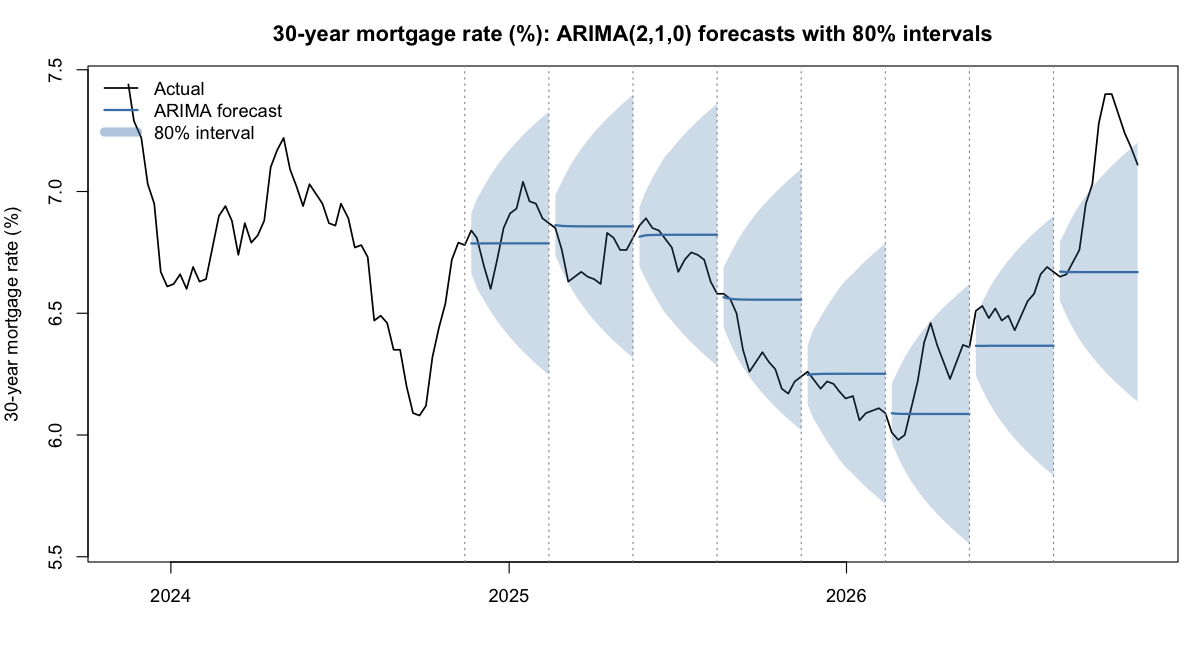 30-year mortgage rate (%): ARIMA(2,1,0) forecasts with 80% intervals
Actual
ARIMA forecast
80% interval
30-year mortgage rate (%)
7.5
7.0
6.5
6.0
5.5
2024
2025
2026